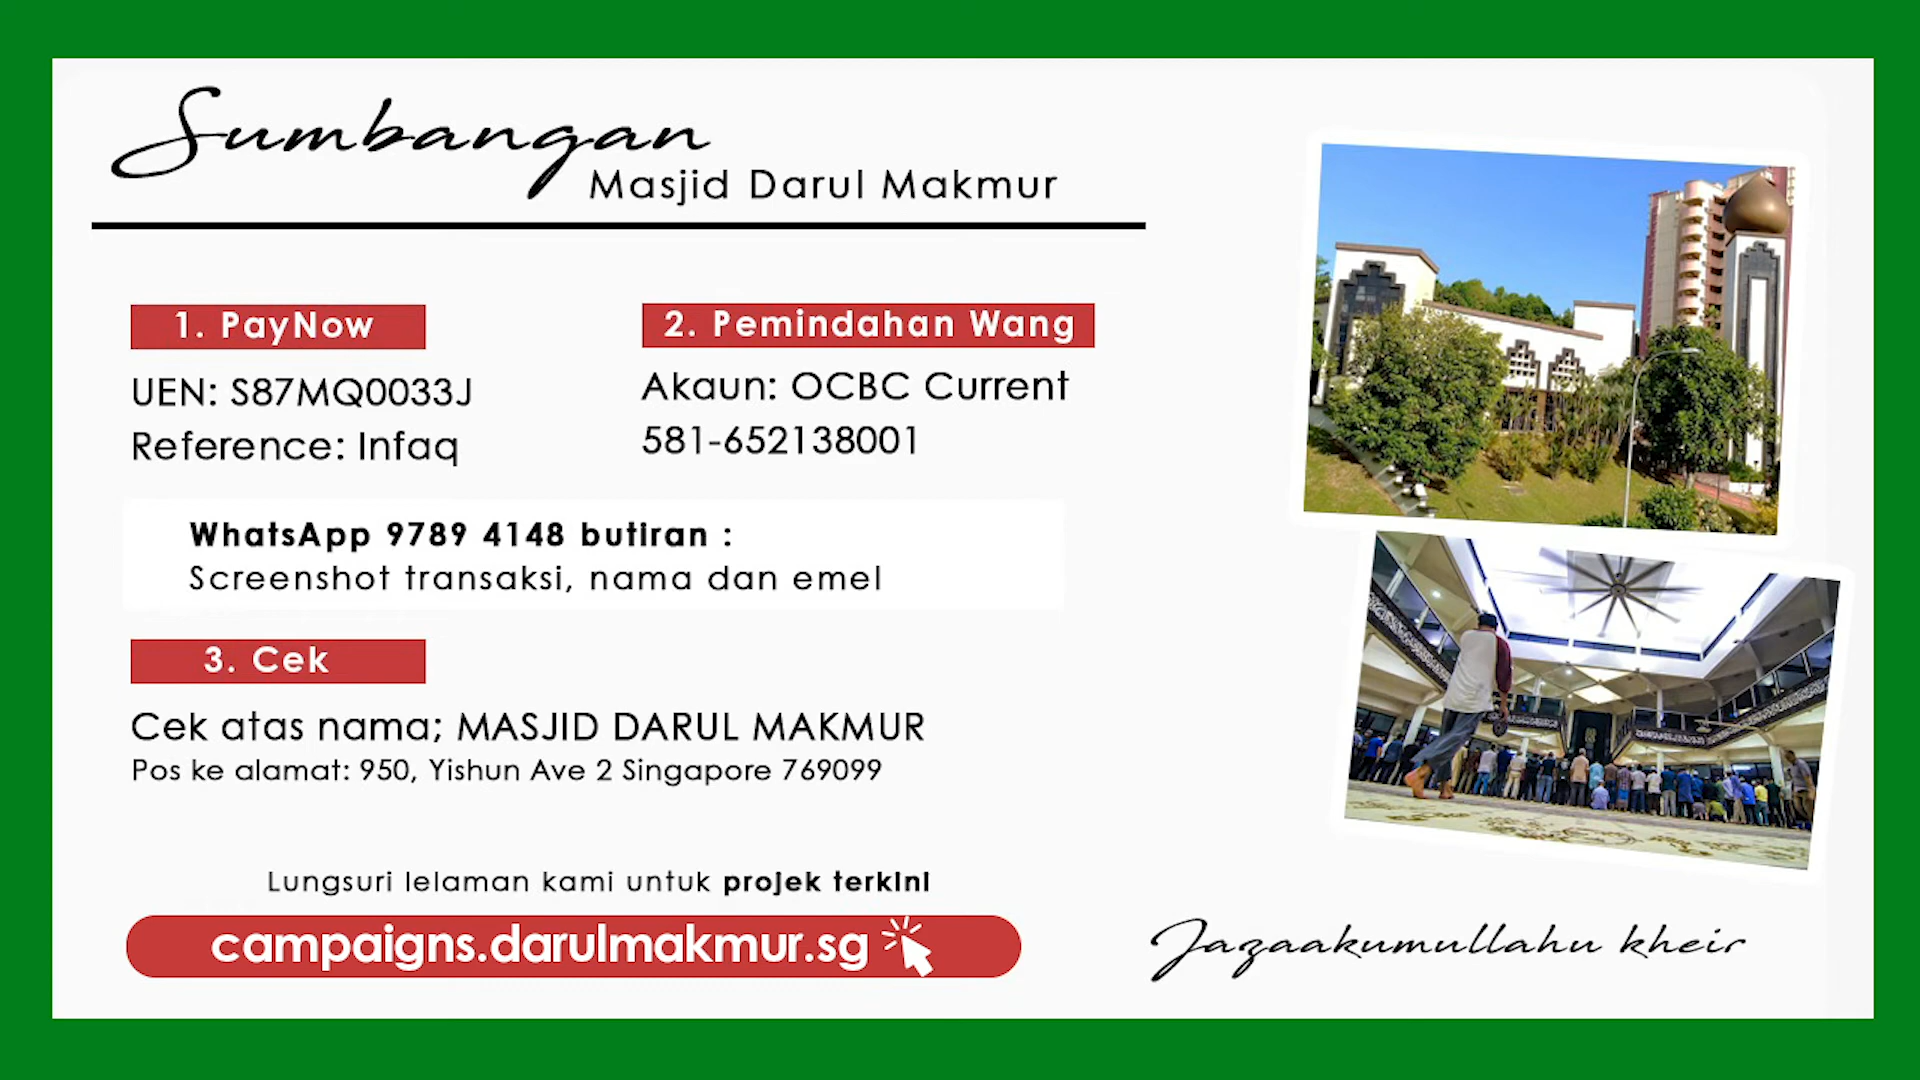 Sumbangan
Masjid Darul Makmur
1. PayNow
UEN: S87MQ0033J
Reference: Infaq
2. Pemindahan Wang
Akaun: OCBC Current
581-652138001
WhatsApp 9789 4148 butiran :
Screenshot transaksi, nama dan emel
3. Cek
Cek atas nama; MASJID DARUL MAKMUR
Pos ke alamat: 950, Yishun Ave 2 Singapore 769099
Lungsuri lelaman kami untuk projek terkini
campaigns.darulmakmur.sg
Jazaakumullahu kheir